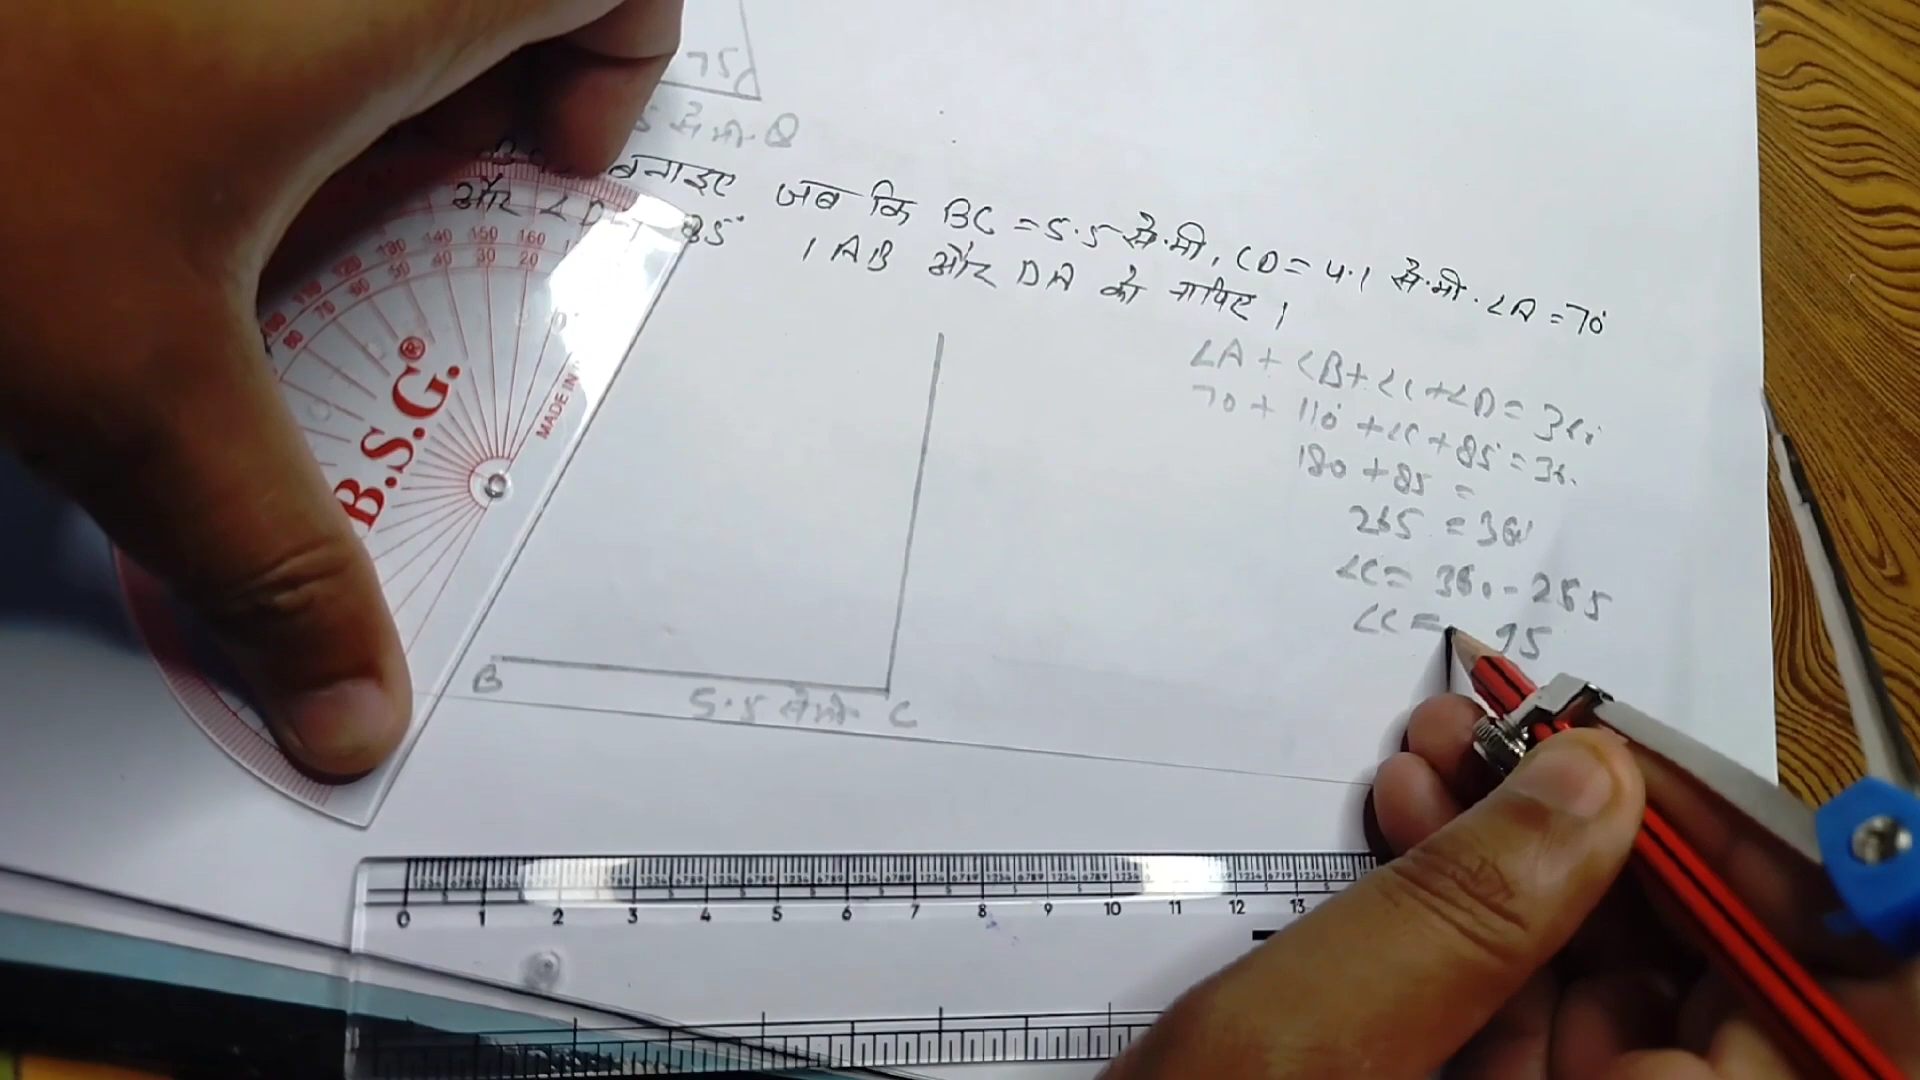 75
5 से मी. Q
बनाइए जब कि BC = 5.5 से.मी, CD = 4.1 से.मी. ∠A = 70°
और ∠D = 85° । AB और DA को नापिए ।
∠A + ∠B + ∠C + ∠D = 360
70 + 110° + ∠C + 85° = 360
180 + 85 =
265 = 360
∠C = 360 - 265
∠C = 95
B 5.5 सेमी C
B.S.G.®
MADE IN
130 140 150 160
50 40 30 20
0 1 2 3 4 5 6 7 8 9 10 11 12 13